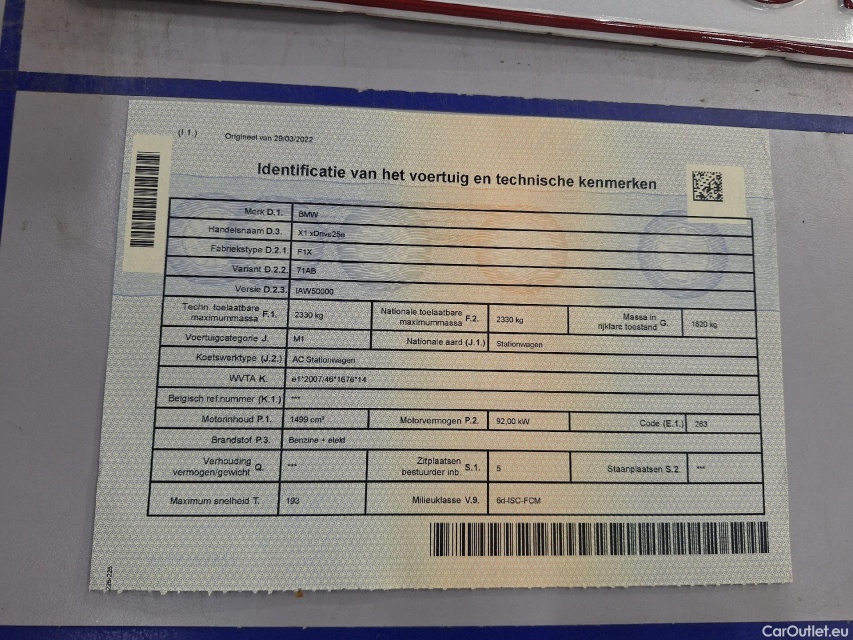 (I 1.) Origineel van 29/03/2022
Identificatie van het voertuig en technische kenmerken
Merk D.1. BMW
Handelsnaam D.3. X1 xDrive25e
Fabriekstype D.2.1. F1X
Variant D.2.2. 71AB
Versie D.2.3. IAW50000
Techn. toelaatbare maximummassa F.1. 2330 kg Nationale toelaatbare maximummassa F.2. 2330 kg Massa in rijklare toestand G. 1820 kg
Voertuigcategorie J. M1 Nationale aard (J.1.) Stationwagen
Koetswerktype (J.2.) AC Stationwagen
WVTA K. e1*2007/46*1676*14
Belgisch ref.nummer (K.1.) ***
Motorinhoud P.1. 1499 cm³ Motorvermogen P.2. 92,00 kW Code (E.1.) 263
Brandstof P.3. Benzine + elekt
Verhouding vermogen/gewicht Q. *** Zitplaatsen bestuurder inb. S.1. 5 Staanplaatsen S.2. ***
Maximum snelheid T. 193 Milieuklasse V.9. 6d-ISC-FCM
CarOutlet.eu